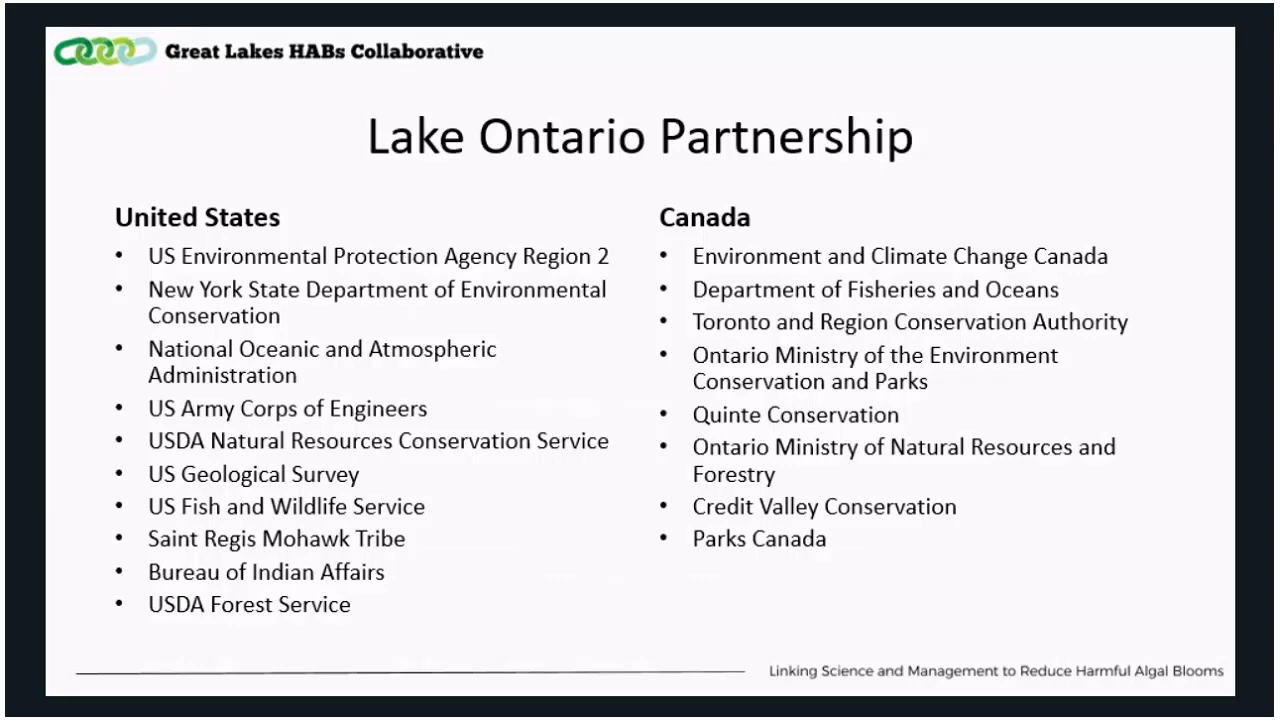 Great Lakes HABs Collaborative
Lake Ontario Partnership
United States
• US Environmental Protection Agency Region 2
• New York State Department of Environmental
Conservation
• National Oceanic and Atmospheric
Administration
• US Army Corps of Engineers
• USDA Natural Resources Conservation Service
• US Geological Survey
• US Fish and Wildlife Service
• Saint Regis Mohawk Tribe
• Bureau of Indian Affairs
• USDA Forest Service
Canada
• Environment and Climate Change Canada
• Department of Fisheries and Oceans
• Toronto and Region Conservation Authority
• Ontario Ministry of the Environment
Conservation and Parks
• Quinte Conservation
• Ontario Ministry of Natural Resources and
Forestry
• Credit Valley Conservation
• Parks Canada
Linking Science and Management to Reduce Harmful Algal Blooms